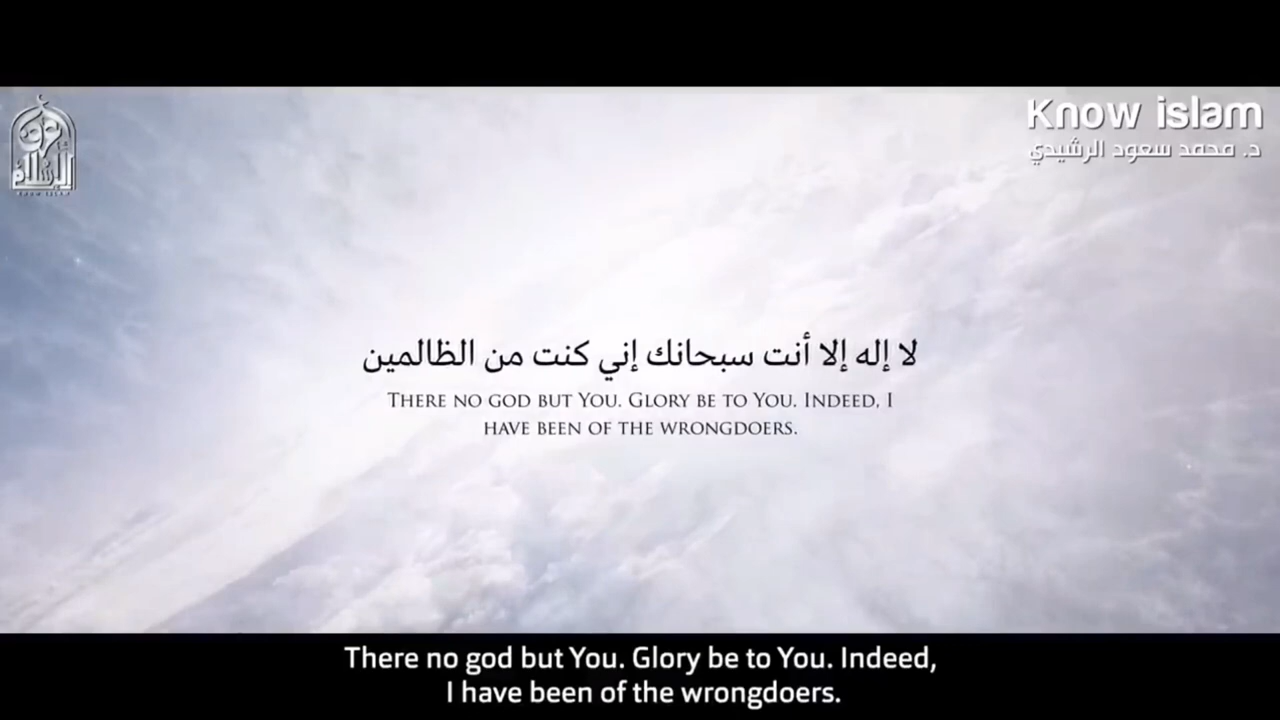 Know islam
د. محمد سعود الرشيدي
KNOW ISLAM
لا إله إلا أنت سبحانك إني كنت من الظالمين
THERE NO GOD BUT YOU. GLORY BE TO YOU. INDEED, I
HAVE BEEN OF THE WRONGDOERS.
There no god but You. Glory be to You. Indeed,
I have been of the wrongdoers.